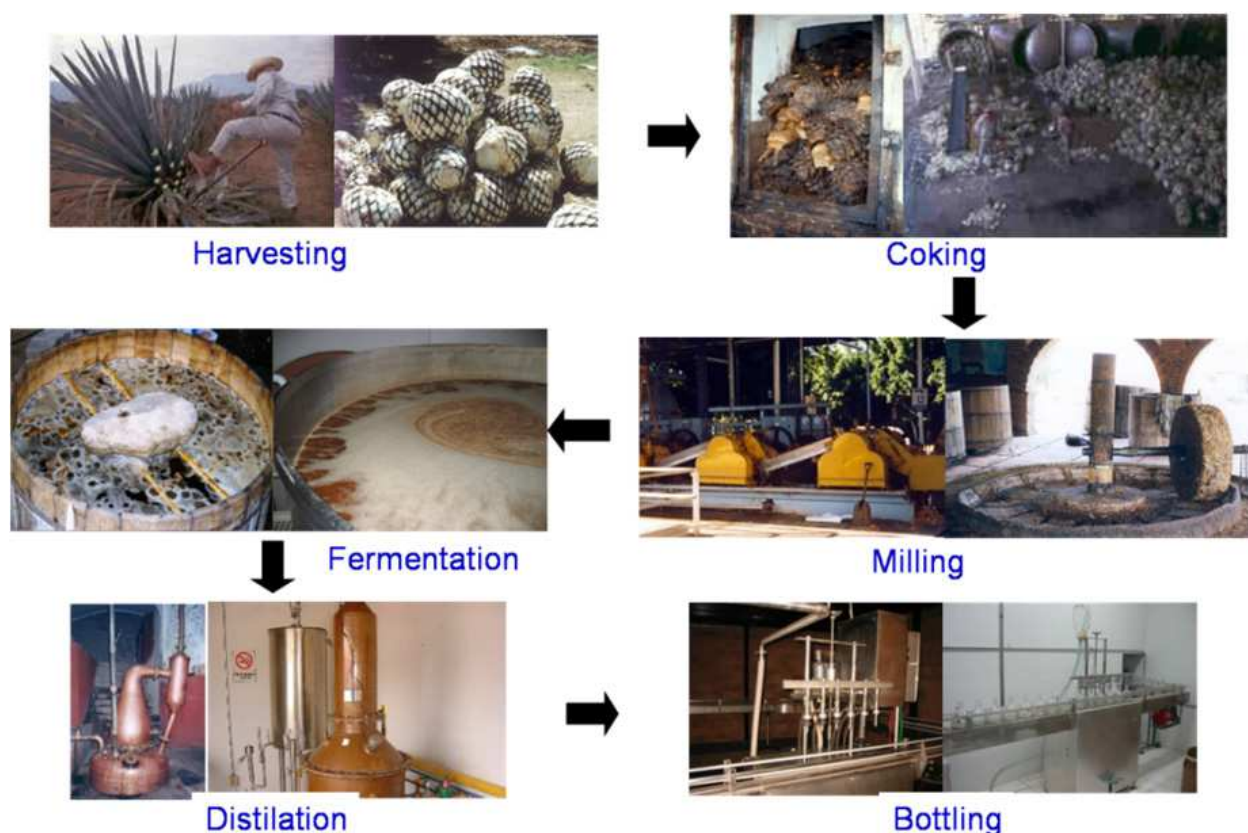 Harvesting
Coking
Milling
Fermentation
Distilation
Bottling